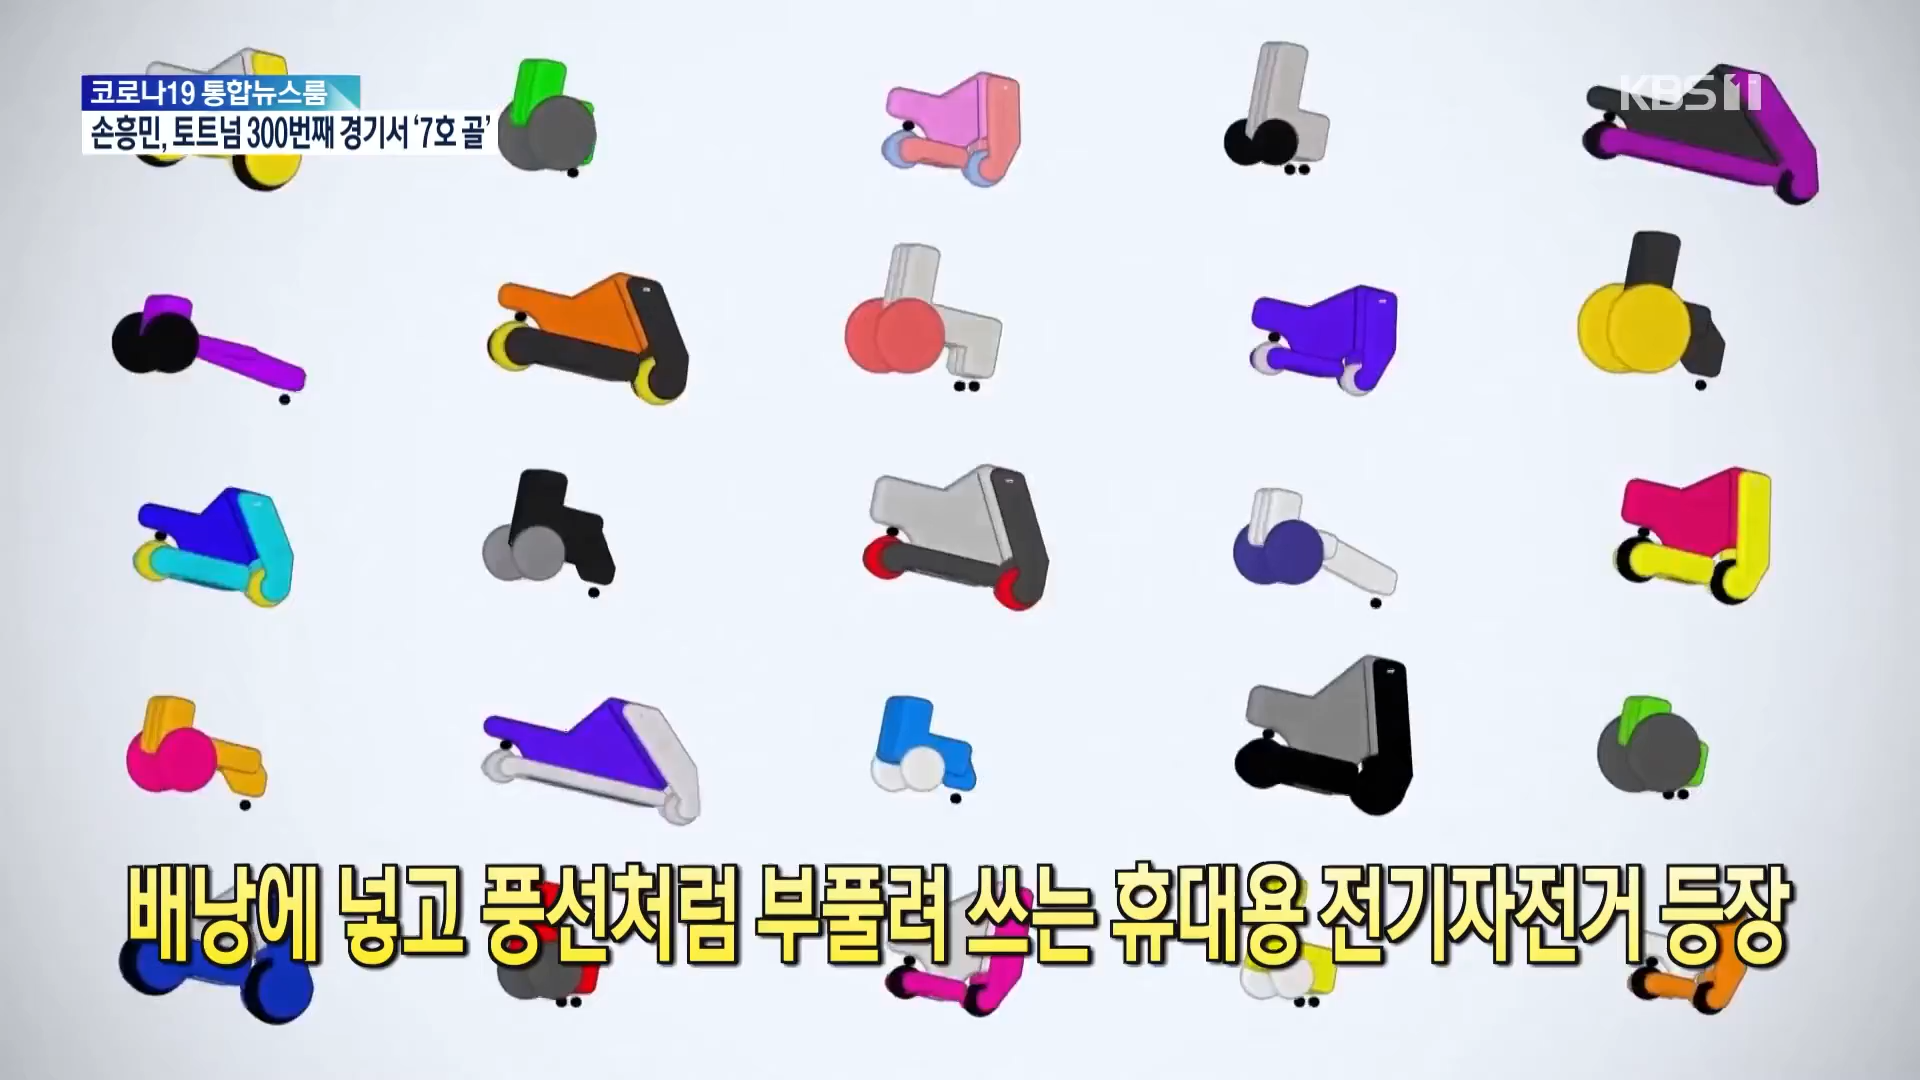 코로나19 통합뉴스룸
KBS 1
손흥민, 토트넘 300번째 경기서 ‘7호 골’
배낭에 넣고 풍선처럼 부풀려 쓰는 휴대용 전기자전거 등장